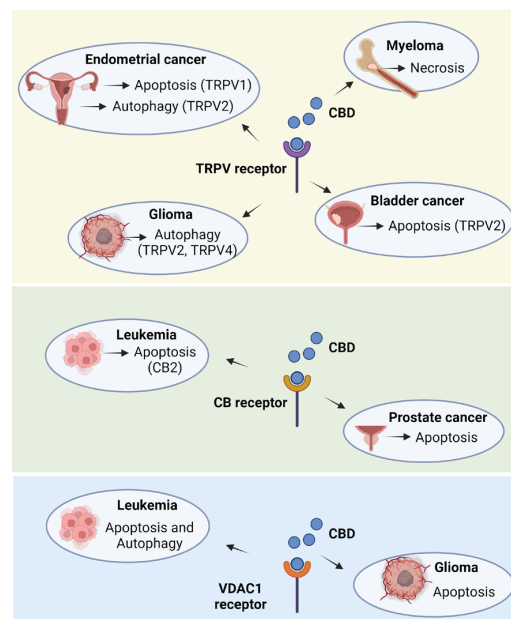 Endometrial cancer
Apoptosis (TRPV1)
Autophagy (TRPV2)
Myeloma
Necrosis
CBD
TRPV receptor
Glioma
Autophagy
(TRPV2, TRPV4)
Bladder cancer
Apoptosis (TRPV2)
Leukemia
Apoptosis
(CB2)
CBD
CB receptor
Prostate cancer
Apoptosis
Leukemia
Apoptosis and
Autophagy
CBD
VDAC1
receptor
Glioma
Apoptosis